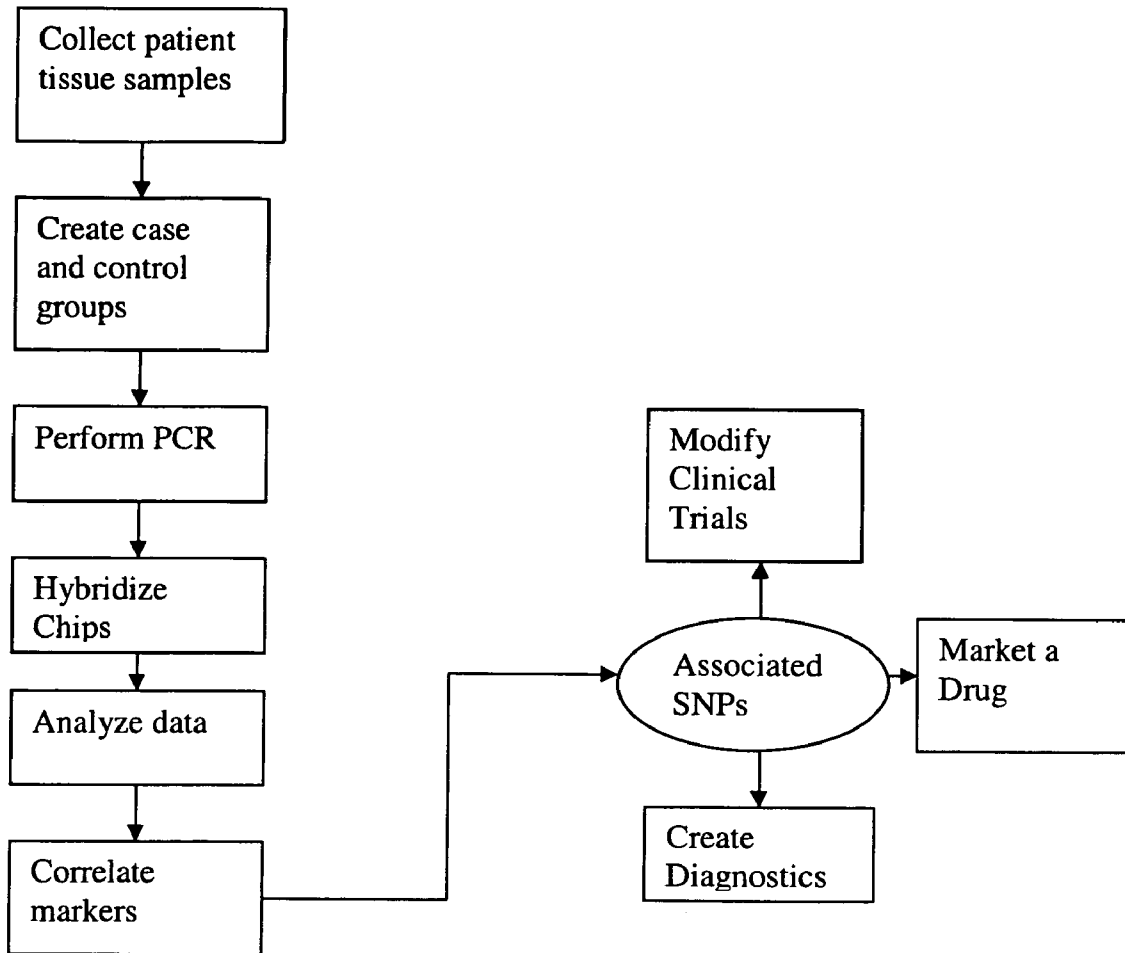 Collect patient
tissue samples
Create case
and control
groups
Perform PCR
Hybridize
Chips
Analyze data
Correlate
markers
Modify
Clinical
Trials
Associated
SNPs
Market a
Drug
Create
Diagnostics